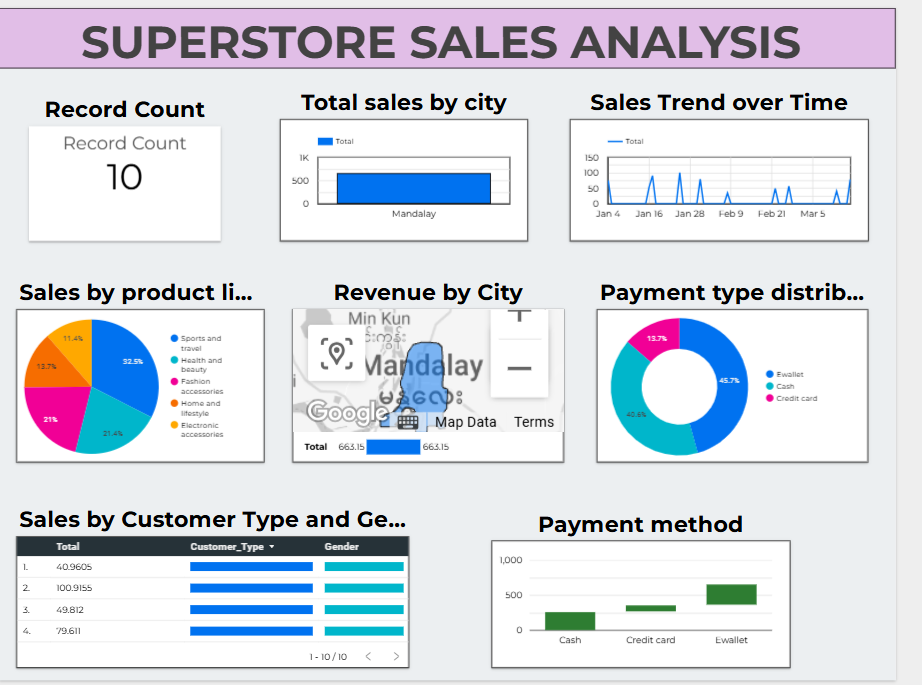 SUPERSTORE SALES ANALYSIS
Record Count
Record Count
10
Total sales by city
Total
1K
500
0
Mandalay
Sales Trend over Time
Total
150
100
50
0
Jan 4 Jan 16 Jan 28 Feb 9 Feb 21 Mar 5
Sales by product li...
11.4%
13.7%
32.5%
21%
21.4%
Sports and
travel
Health and
beauty
Fashion
accessories
Home and
lifestyle
Electronic
accessories
Revenue by City
Min Kun
Mandalay
Google
Map Data Terms
Total 663.15 663.15
Payment type distrib...
13.7%
45.7%
40.6%
Ewallet
Cash
Credit card
Sales by Customer Type and Ge...
Total Customer_Type Gender
1. 40.9605
2. 100.9155
3. 49.812
4. 79.611
1 - 10 / 10 < >
Payment method
1,000
500
0
Cash Credit card Ewallet